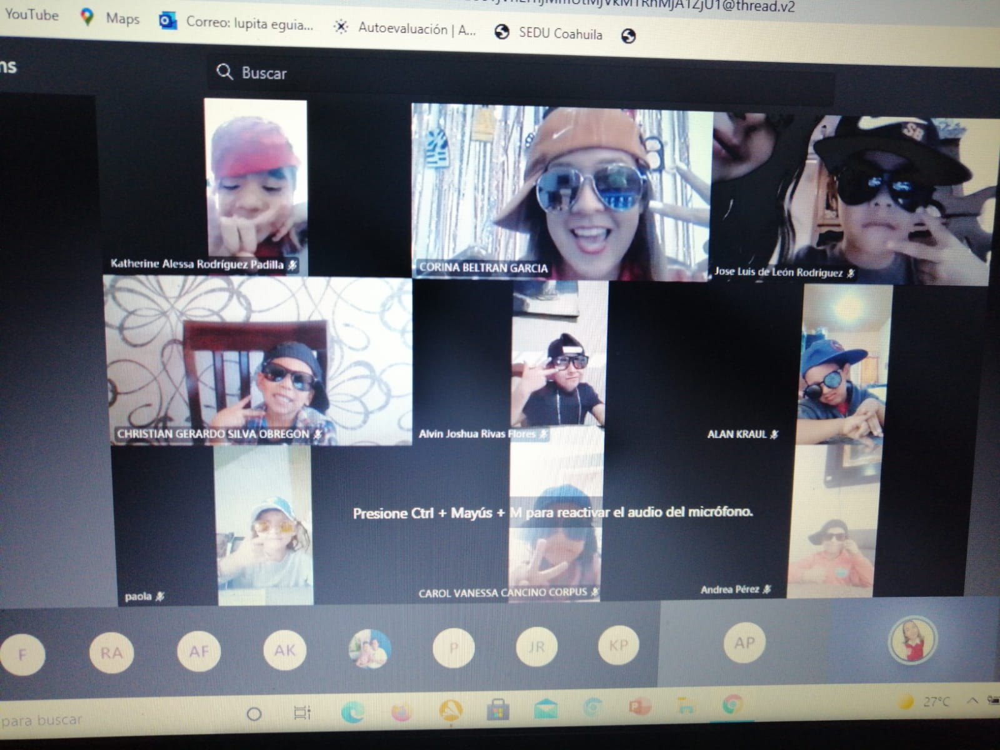 @thread.v2
YouTube
Maps
Correo: lupita eguia...
Autoevaluación | A...
SEDU Coahuila
ns
Buscar
SB
Katherine Alessa Rodríguez Padilla
CORINA BELTRAN GARCIA
Jose Luis de León Rodriguez
CHRISTIAN GERARDO SILVA OBREGON
Alvin Joshua Rivas Flores
ALAN KRAUL
Presione Ctrl + Mayús + M para reactivar el audio del micrófono.
paola
CAROL VANESSA CANCINO CORPUS
Andrea Pérez
F
RA
AF
AK
P
JR
KP
AP
para buscar
27°C